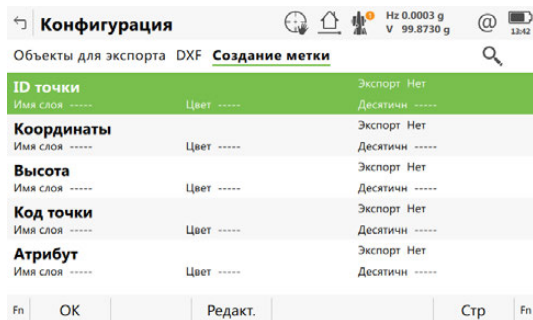 Конфигурация Hz 0.0003 g
V 99.8730 g @ 13:42
Объекты для экспорта DXF Создание метки
ID точки Экспорт Нет
Имя слоя ----- Цвет ----- Десятичн -----
Координаты Экспорт Нет
Имя слоя ----- Цвет ----- Десятичн -----
Высота Экспорт Нет
Имя слоя ----- Цвет ----- Десятичн -----
Код точки Экспорт Нет
Имя слоя ----- Цвет ----- Десятичн -----
Атрибут Экспорт Нет
Имя слоя ----- Цвет ----- Десятичн -----
Fn OK Редакт. Стр Fn